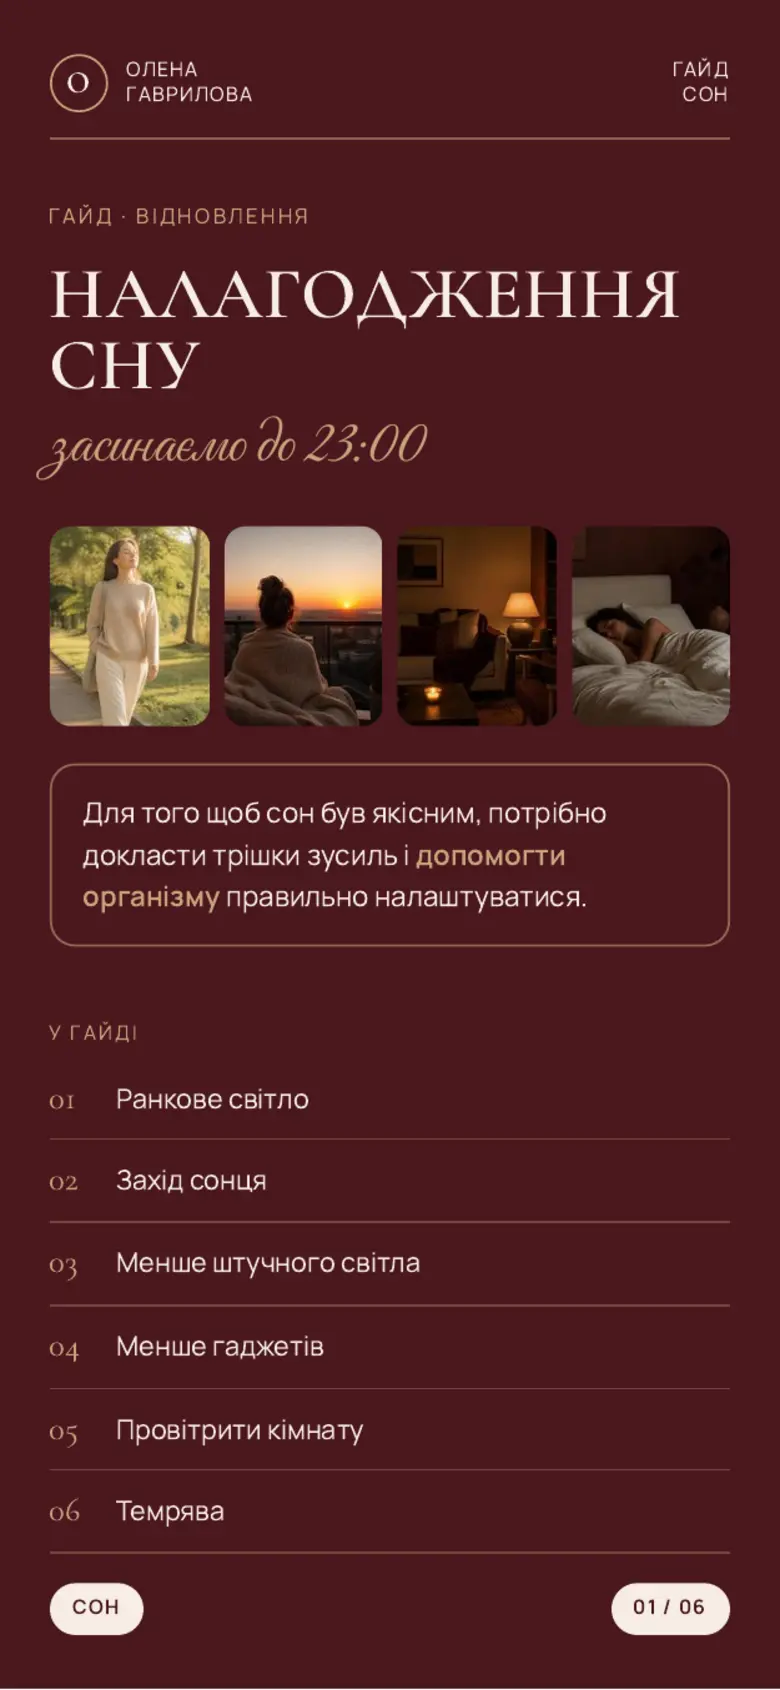 О
ОЛЕНА
ГАВРИЛОВА
ГАЙД
СОН
ГАЙД · ВІДНОВЛЕННЯ
НАЛАГОДЖЕННЯ
СНУ
засинаємо до 23:00
Для того щоб сон був якісним, потрібно
докласти трішки зусиль і допомогти
організму правильно налаштуватися.
У ГАЙДІ
01 Ранкове світло
02 Захід сонця
03 Менше штучного світла
04 Менше гаджетів
05 Провітрити кімнату
06 Темрява
СОН
01 / 06